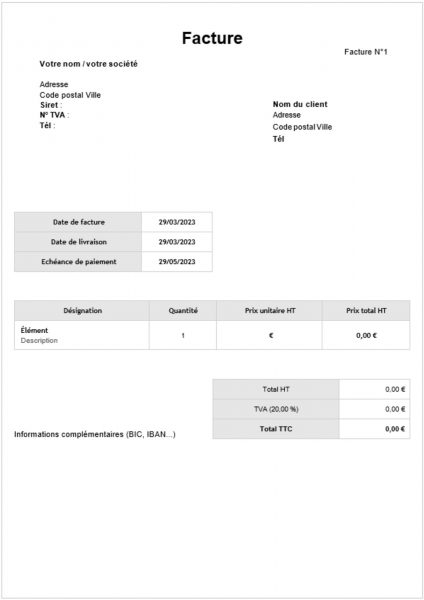 Facture
Facture N°1
Votre nom / votre société
Adresse
Code postal Ville
Siret :
N° TVA :
Tél :
Nom du client
Adresse
Code postal Ville
Tél
Date de facture 29/03/2023
Date de livraison 29/03/2023
Echéance de paiement 29/05/2023
Désignation Quantité Prix unitaire HT Prix total HT
Élément
Description
1 € 0,00 €
Total HT 0,00 €
TVA (20,00 %) 0.00 €
Total TTC 0,00 €
Informations complémentaires (BIC, IBAN...)